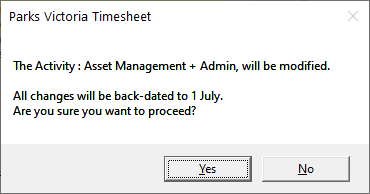 Parks Victoria Timesheet
The Activity : Asset Management + Admin, will be modified.
All changes will be back-dated to 1 July.
Are you sure you want to proceed?
Yes
No